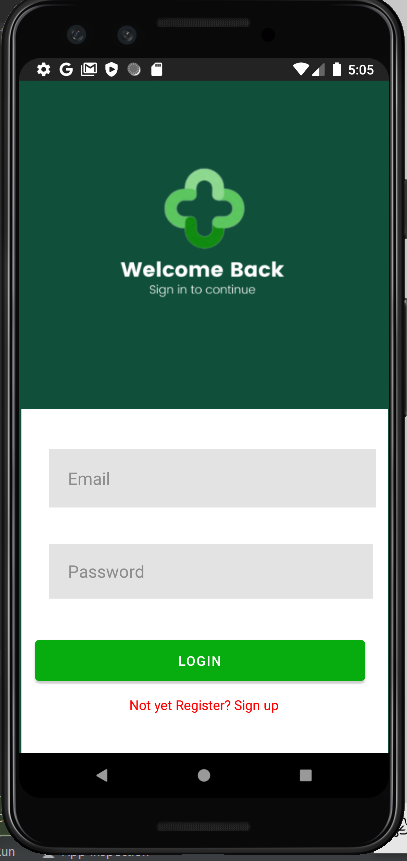 5:05
Welcome Back
Sign in to continue
Email
Password
LOGIN
Not yet Register? Sign up